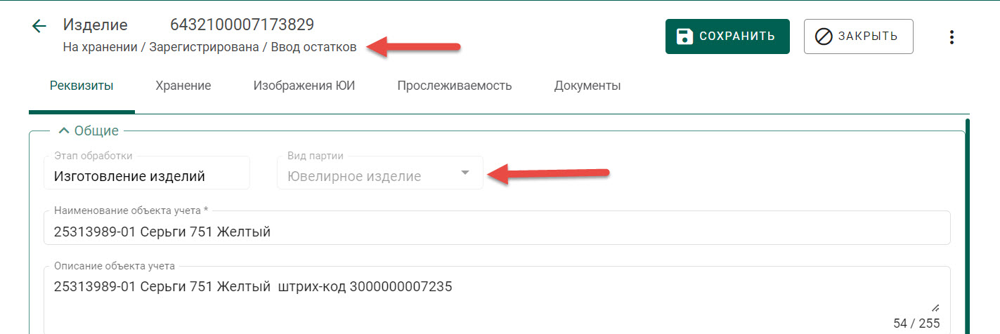 Изделие 6432100007173829
На хранении / Зарегистрирована / Ввод остатков
СОХРАНИТЬ
ЗАКРЫТЬ
Реквизиты Хранение Изображения ЮИ Прослеживаемость Документы
Общие
Этап обработки Вид партии
Изготовление изделий Ювелирное изделие
Наименование объекта учета *
25313989-01 Серьги 751 Желтый
Описание объекта учета
25313989-01 Серьги 751 Желтый штрих-код 3000000007235
54 / 255